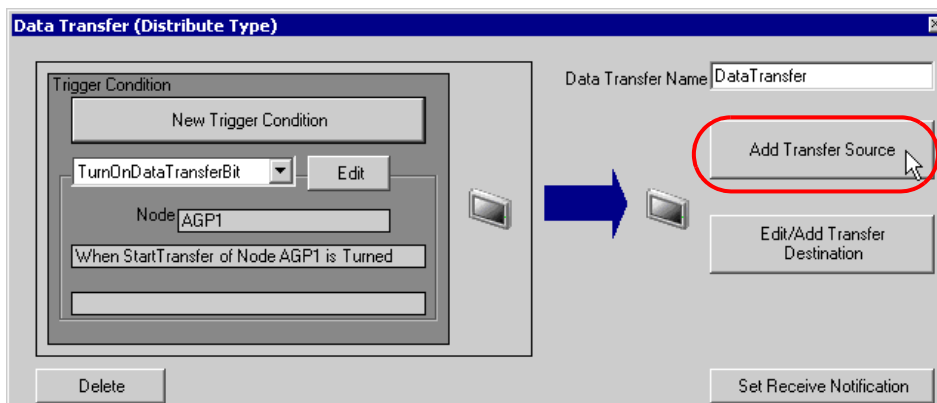 Data Transfer (Distribute Type)
Trigger Condition
New Trigger Condition
TurnOnDataTransferBit
Edit
Node
AGP1
When StartTransfer of Node AGP1 is Turned
Data Transfer Name
DataTransfer
Add Transfer Source
Edit/Add Transfer
Destination
Delete
Set Receive Notification